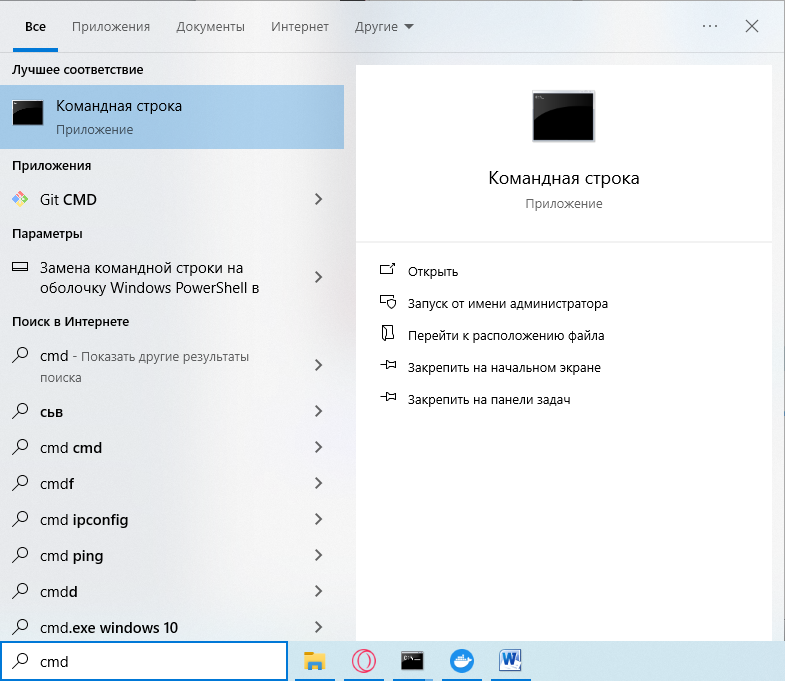 Все Приложения Документы Интернет Другие
Лучшее соответствие
Командная строка
Приложение
Приложения
Git CMD
Параметры
Замена командной строки на
оболочку Windows PowerShell в
Поиск в Интернете
cmd - Показать другие результаты
поиска
сьв
cmd cmd
cmdf
cmd ipconfig
cmd ping
cmdd
cmd.exe windows 10
cmd
Командная строка
Приложение
Открыть
Запуск от имени администратора
Перейти к расположению файла
Закрепить на начальном экране
Закрепить на панели задач